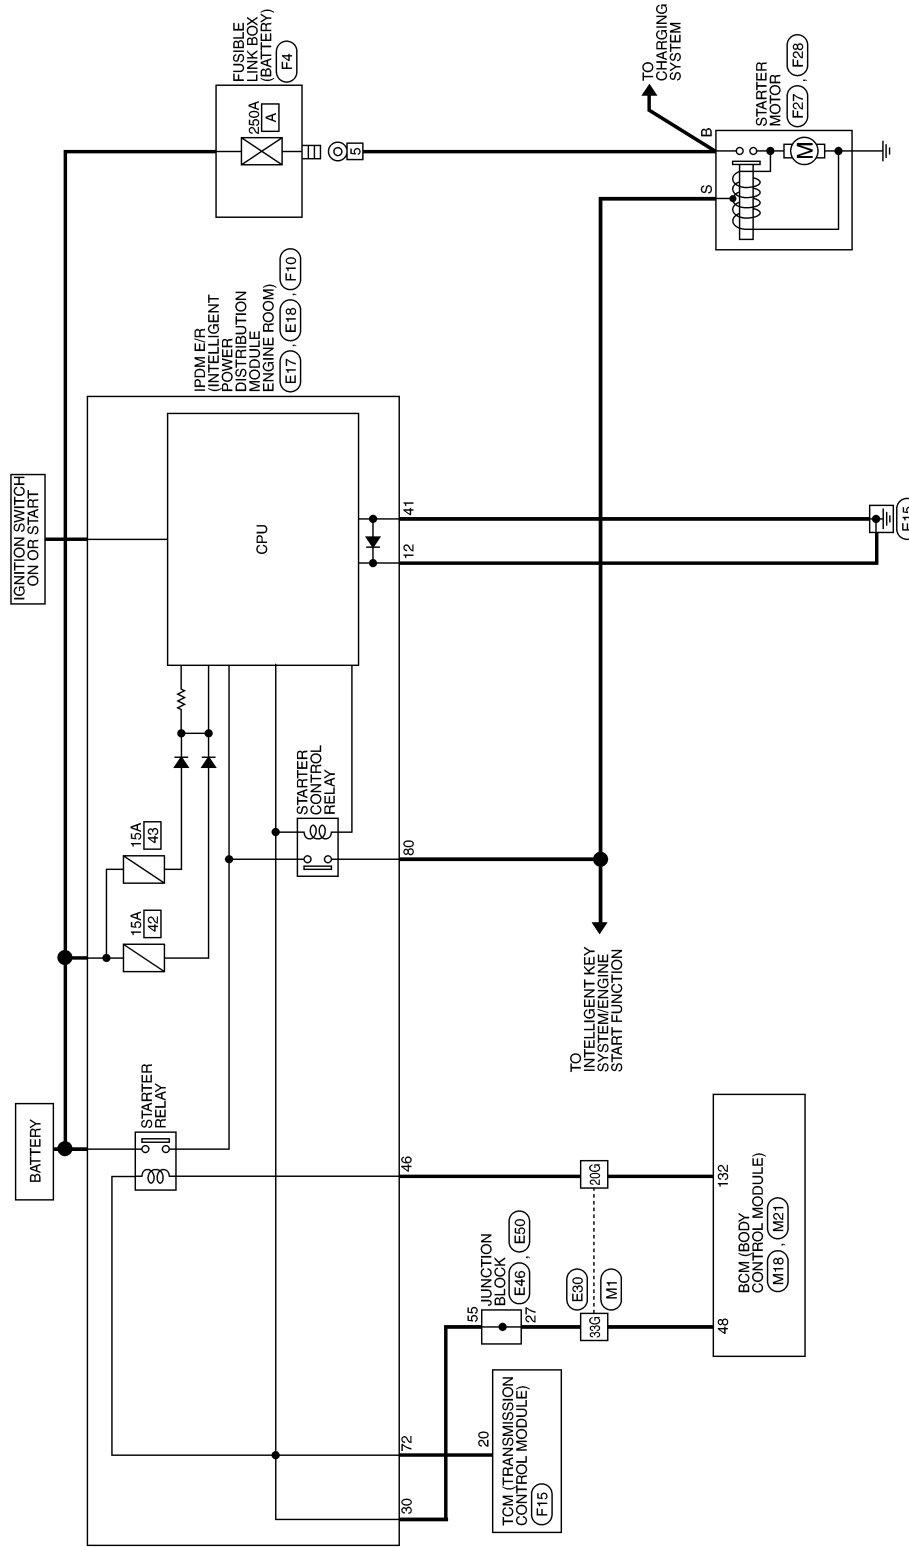 BATTERY
IGNITION SWITCH
ON OR START
FUSIBLE
LINK BOX
(BATTERY)
F4
250A
A
5
STARTER
RELAY
15A
42
15A
43
STARTER
CONTROL
RELAY
CPU
IPDM E/R
(INTELLIGENT
POWER
DISTRIBUTION
MODULE
ENGINE ROOM)
E17 , E18 , F10
30
72
46
80
12
41
TO
CHARGING
SYSTEM
B
S
STARTER
MOTOR
F27 , F28
M
TO
INTELLIGENT KEY
SYSTEM/ENGINE
START FUNCTION
20
TCM (TRANSMISSION
CONTROL MODULE)
F15
55
JUNCTION
BLOCK
E46 , E50
27
E30
M1
33G
20G
48
132
BCM (BODY
CONTROL MODULE)
M18 , M21